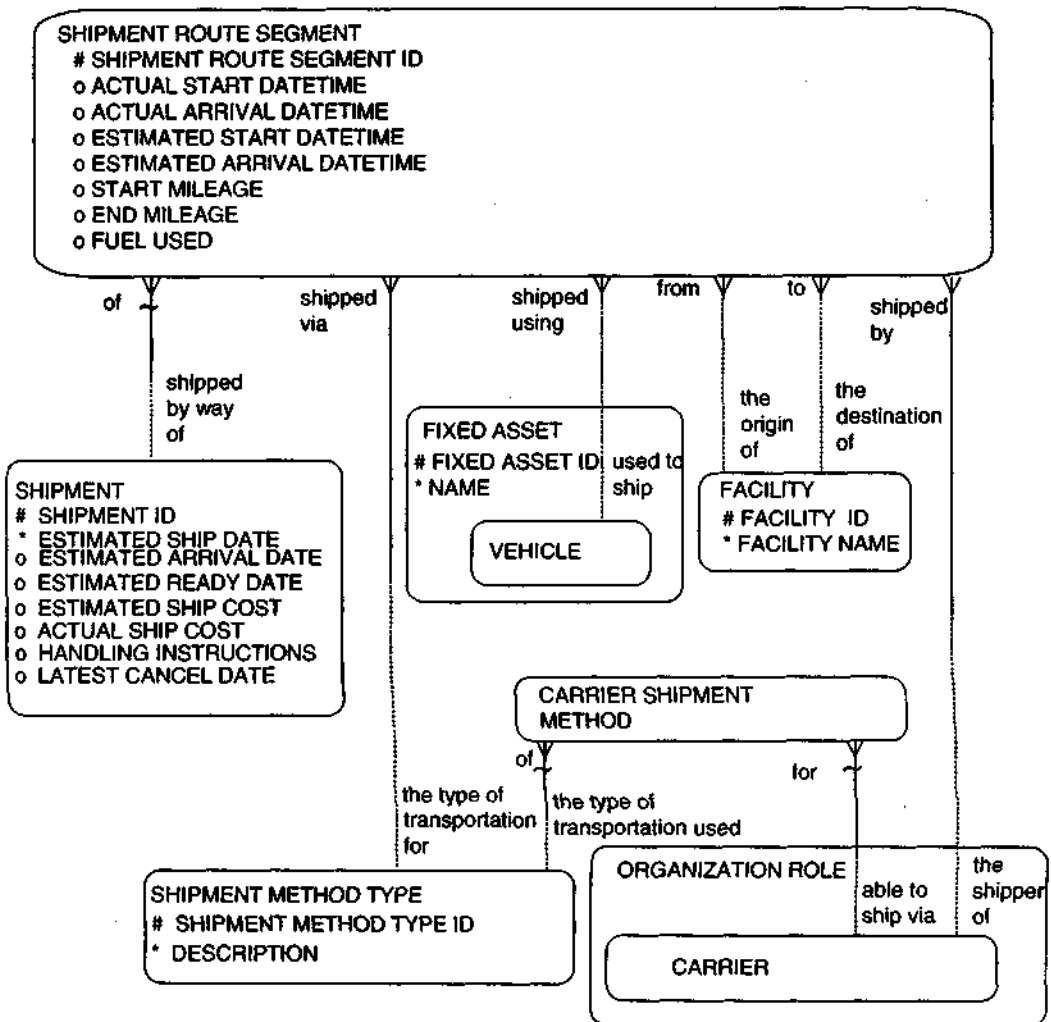 SHIPMENT ROUTE SEGMENT
# SHIPMENT ROUTE SEGMENT ID
o ACTUAL START DATETIME
o ACTUAL ARRIVAL DATETIME
o ESTIMATED START DATETIME
o ESTIMATED ARRIVAL DATETIME
o START MILEAGE
o END MILEAGE
o FUEL USED
of
shipped
via
shipped
using
from
to
shipped
by
shipped
by way
of
the
origin
of
the
destination
of
SHIPMENT
# SHIPMENT ID
* ESTIMATED SHIP DATE
o ESTIMATED ARRIVAL DATE
o ESTIMATED READY DATE
o ESTIMATED SHIP COST
o ACTUAL SHIP COST
o HANDLING INSTRUCTIONS
o LATEST CANCEL DATE
FIXED ASSET
# FIXED ASSET ID
* NAME
used to
ship
VEHICLE
FACILITY
# FACILITY ID
* FACILITY NAME
CARRIER SHIPMENT
METHOD
of
for
the type of
transportation
for
the type of
transportation used
SHIPMENT METHOD TYPE
# SHIPMENT METHOD TYPE ID
* DESCRIPTION
ORGANIZATION ROLE
able to
ship via
the
shipper
of
CARRIER